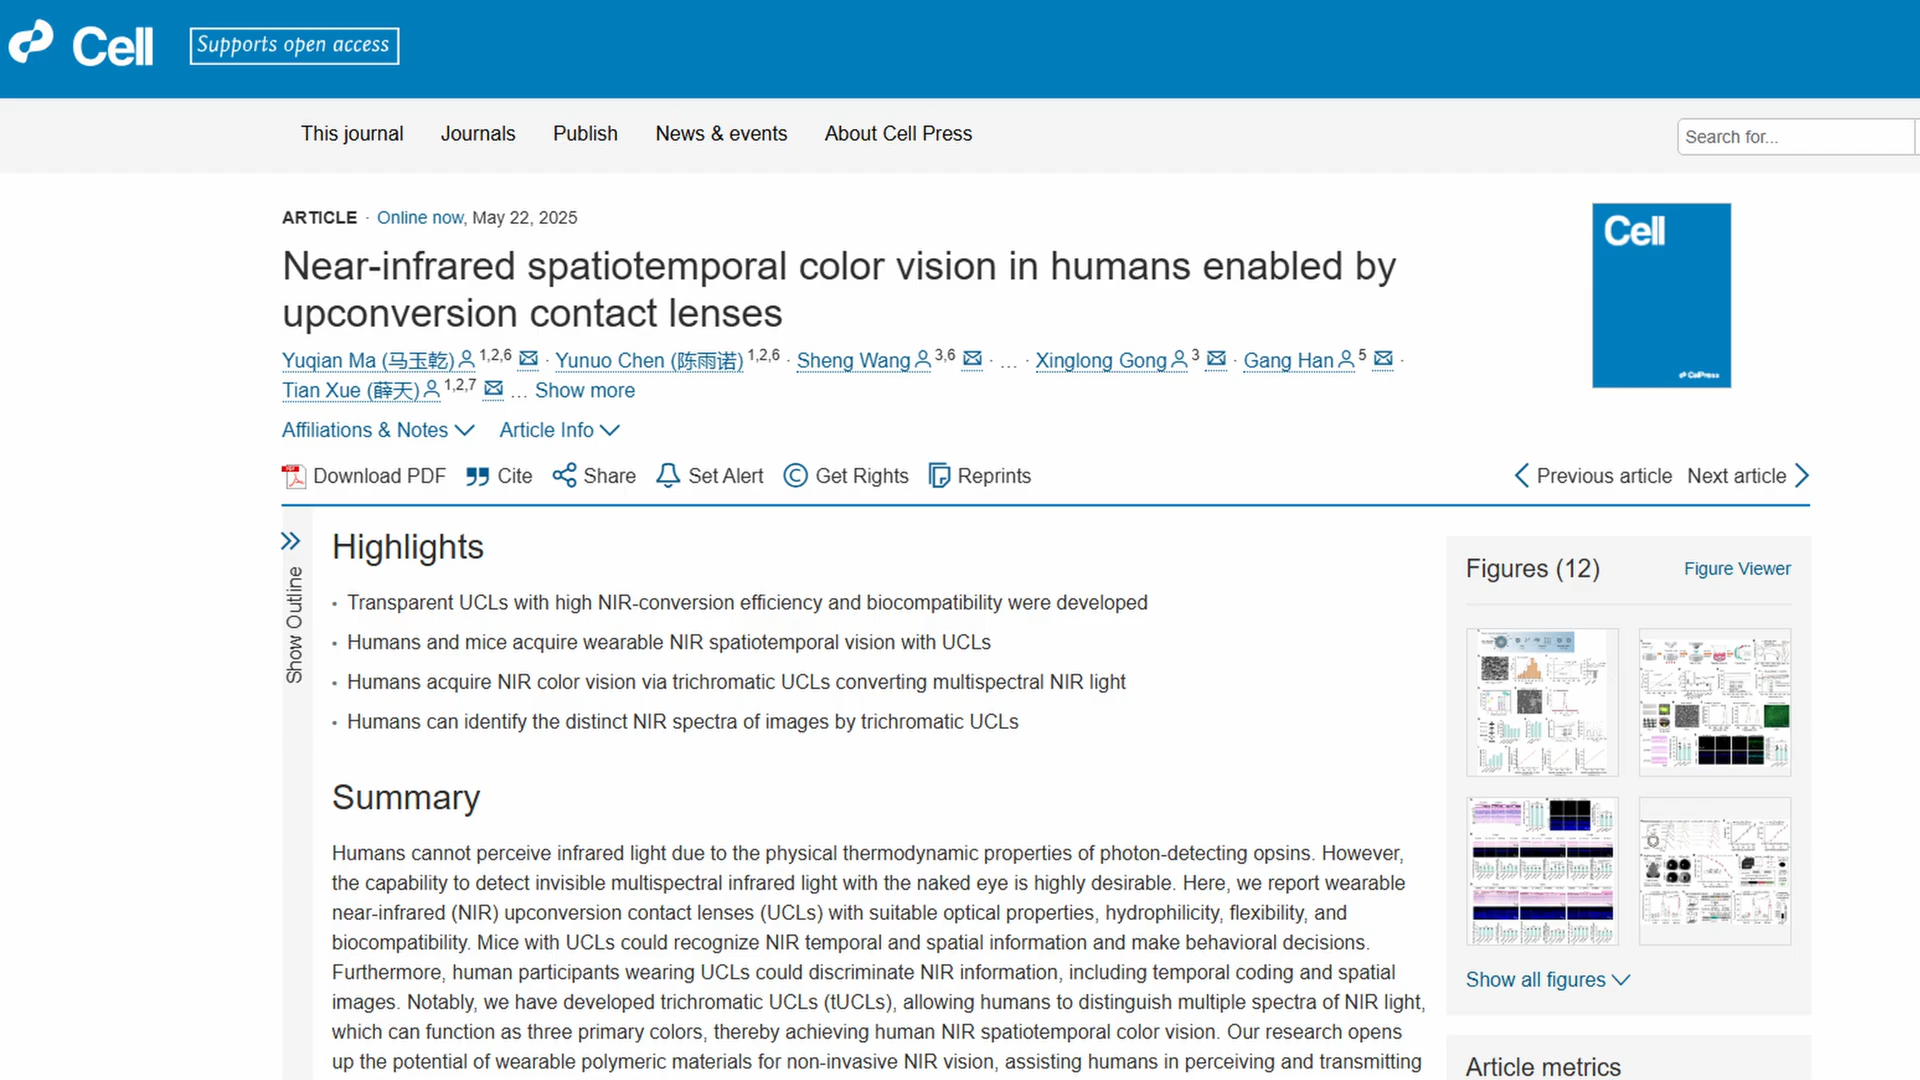 Cell
Supports open access
This journal
Journals
Publish
News & events
About Cell Press
Search for...
ARTICLE · Online now, May 22, 2025
Near-infrared spatiotemporal color vision in humans enabled by
upconversion contact lenses
Yuqian Ma (马玉乾) 1,2,6 · Yunuo Chen (陈雨诺) 1,2,6 · Sheng Wang 3,6 · … · Xinglong Gong 3 · Gang Han 5 ·
Tian Xue (薛天) 1,2,7 … Show more
Affiliations & Notes
Article Info
Download PDF
Cite
Share
Set Alert
Get Rights
Reprints
Previous article
Next article
Show Outline
Highlights
• Transparent UCLs with high NIR-conversion efficiency and biocompatibility were developed
• Humans and mice acquire wearable NIR spatiotemporal vision with UCLs
• Humans acquire NIR color vision via trichromatic UCLs converting multispectral NIR light
• Humans can identify the distinct NIR spectra of images by trichromatic UCLs
Summary
Humans cannot perceive infrared light due to the physical thermodynamic properties of photon-detecting opsins. However,
the capability to detect invisible multispectral infrared light with the naked eye is highly desirable. Here, we report wearable
near-infrared (NIR) upconversion contact lenses (UCLs) with suitable optical properties, hydrophilicity, flexibility, and
biocompatibility. Mice with UCLs could recognize NIR temporal and spatial information and make behavioral decisions.
Furthermore, human participants wearing UCLs could discriminate NIR information, including temporal coding and spatial
images. Notably, we have developed trichromatic UCLs (tUCLs), allowing humans to distinguish multiple spectra of NIR light,
which can function as three primary colors, thereby achieving human NIR spatiotemporal color vision. Our research opens
up the potential of wearable polymeric materials for non-invasive NIR vision, assisting humans in perceiving and transmitting
Cell
CellPress
Figures (12)
Figure Viewer
Show all figures
Article metrics